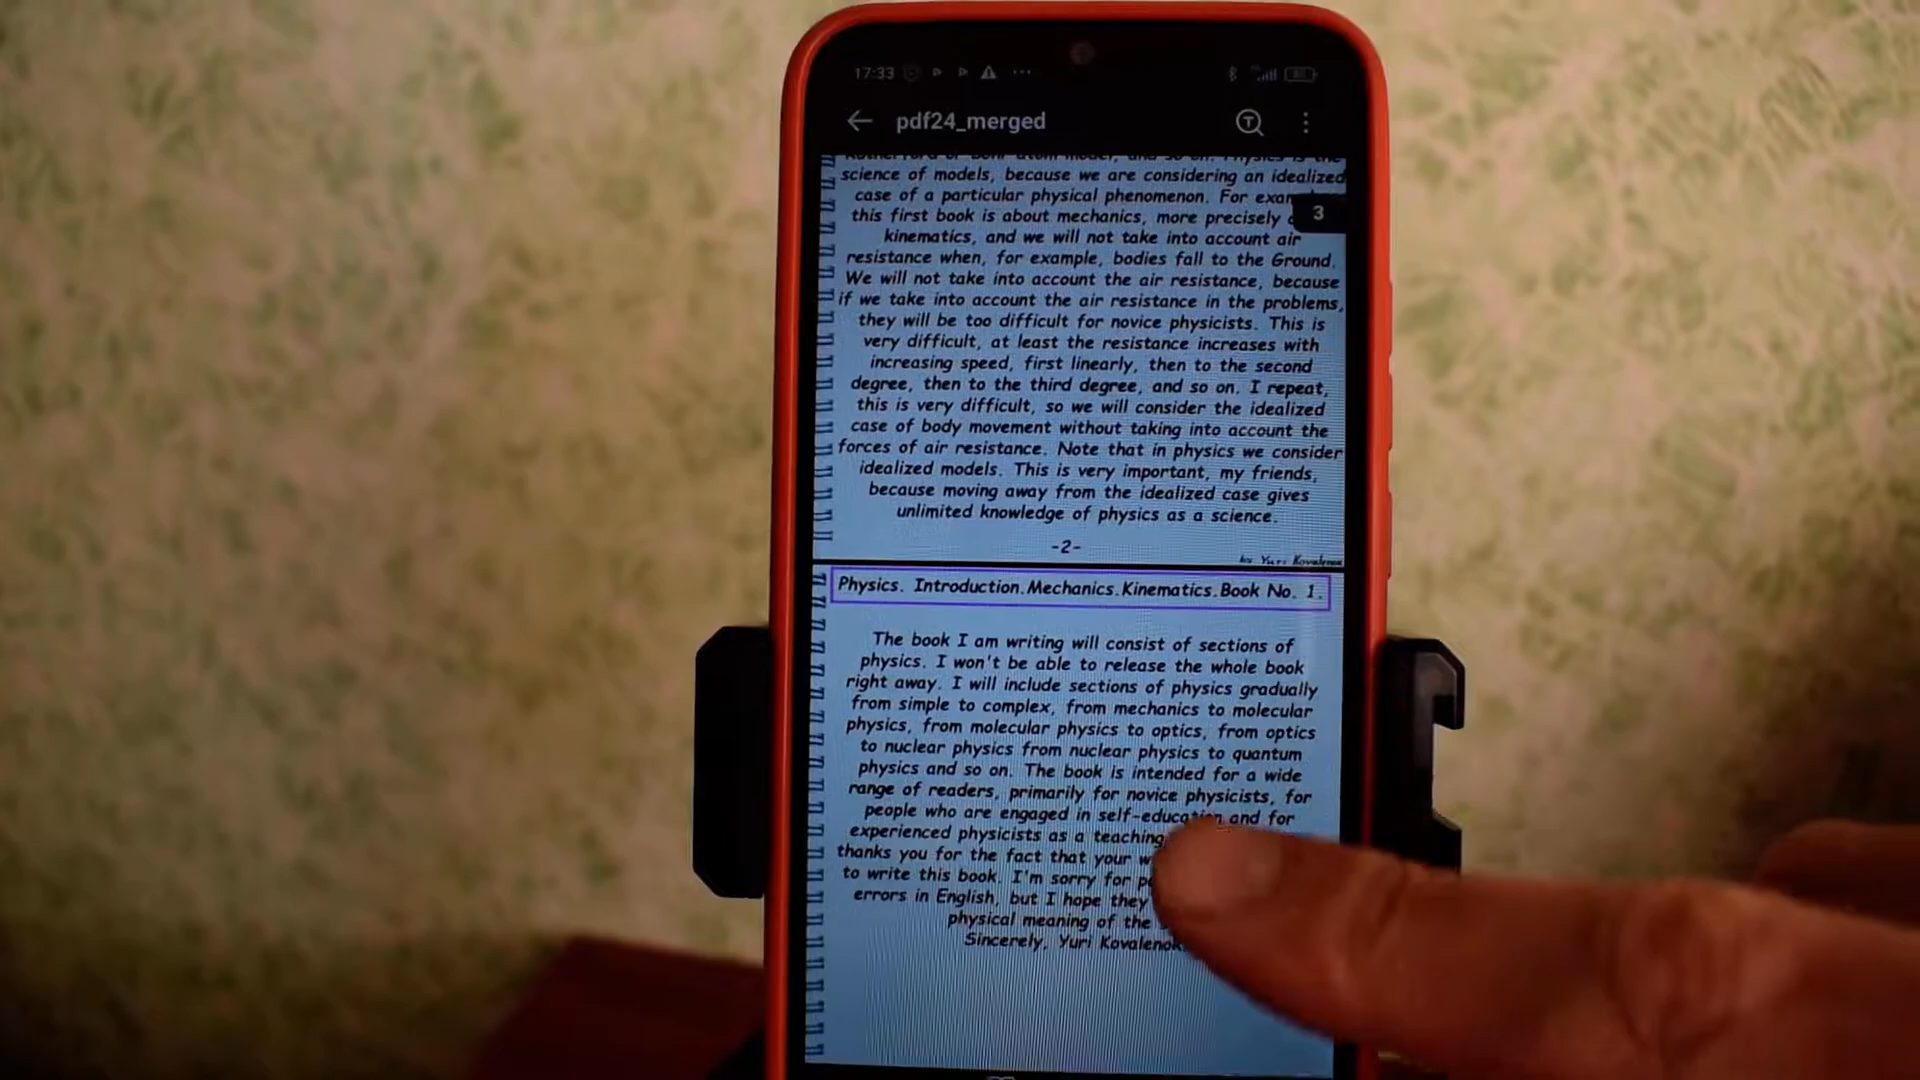 17:33
pdf24_merged
Rutherford or Bohr atom model, and so on. Physics is the
science of models, because we are considering an idealized
case of a particular physical phenomenon. For
3
this first book is about mechanics, more precisely
kinematics, and we will not take into account air
resistance when, for example, bodies fall to the Ground.
We will not take into account the air resistance, because
if we take into account the air resistance in the problems,
they will be too difficult for novice physicists. This is
very difficult, at least the resistance increases with
increasing speed, first linearly, then to the second
degree, then to the third degree, and so on. I repeat,
this is very difficult, so we will consider the idealized
case of body movement without taking into account the
forces of air resistance. Note that in physics we consider
idealized models. This is very important, my friends,
because moving away from the idealized case gives
unlimited knowledge of physics as a science.
-2-
by Yuri Kovalenok
Physics. Introduction.Mechanics.Kinematics.Book No. 1.
The book I am writing will consist of sections of
physics. I won't be able to release the whole book
right away. I will include sections of physics gradually
from simple to complex, from mechanics to molecular
physics, from molecular physics to optics, from optics
to nuclear physics from nuclear physics to quantum
physics and so on. The book is intended for a wide
range of readers, primarily for novice physicists, for
people who are engaged in self-education and for
experienced physicists as a teaching
thanks you for the fact that your
to write this book. I'm sorry for
errors in English, but I hope they
physical meaning of the
Sincerely, Yuri Kovalenok